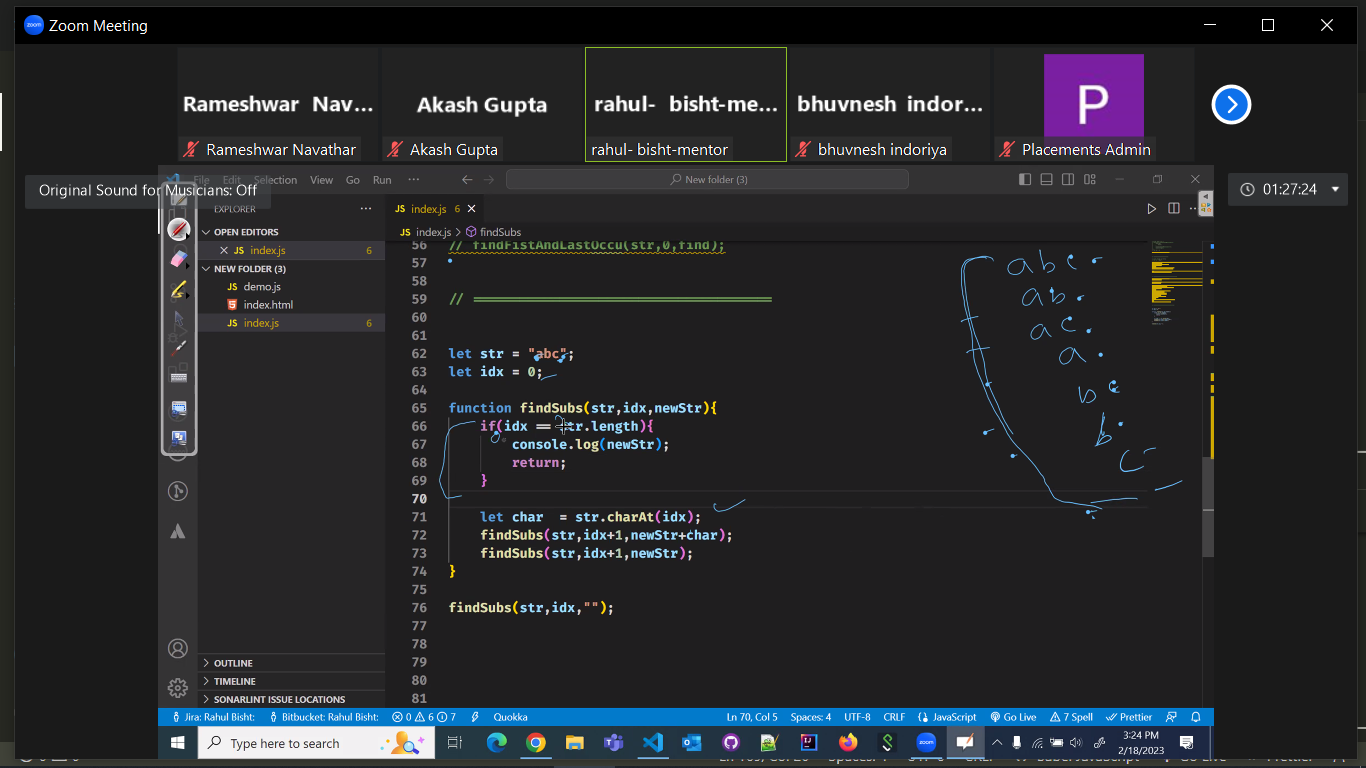 Zoom Meeting
Rameshwar Nav...
Akash Gupta
rahul- bisht-me...
bhuvnesh indor...
P
Rameshwar Navathar
Akash Gupta
rahul- bisht-mentor
bhuvnesh indoriya
Placements Admin
Original Sound for Musicians: Off
01:27:24
File Edit Selection View Go Run ...
New folder (3)
EXPLORER
JS index.js 6
OPEN EDITORS
JS index.js > findSubs
JS index.js 6
NEW FOLDER (3)
demo.js
index.html
JS index.js 6
OUTLINE
TIMELINE
SONARLINT ISSUE LOCATIONS
56 // findFistAndLastOccu(str,0,find);
57
58
59 // ======================================
60
61
62 let str = "abc";
63 let idx = 0;
64
65 function findSubs(str,idx,newStr){
66 if(idx == str.length){
67 console.log(newStr);
68 return;
69 }
70
71 let char  = str.charAt(idx);
72 findSubs(str,idx+1,newStr+char);
73 findSubs(str,idx+1,newStr);
74 }
75
76 findSubs(str,idx,"");
77
78
79
80
81
abc
ab
ac
a
bc
b
c
Jira: Rahul Bisht: Bitbucket: Rahul Bisht: 0 6 7 Quokka Ln 70, Col 5 Spaces: 4 UTF-8 CRLF JavaScript Go Live 7 Spell Prettier
Type here to search
3:24 PM
2/18/2023